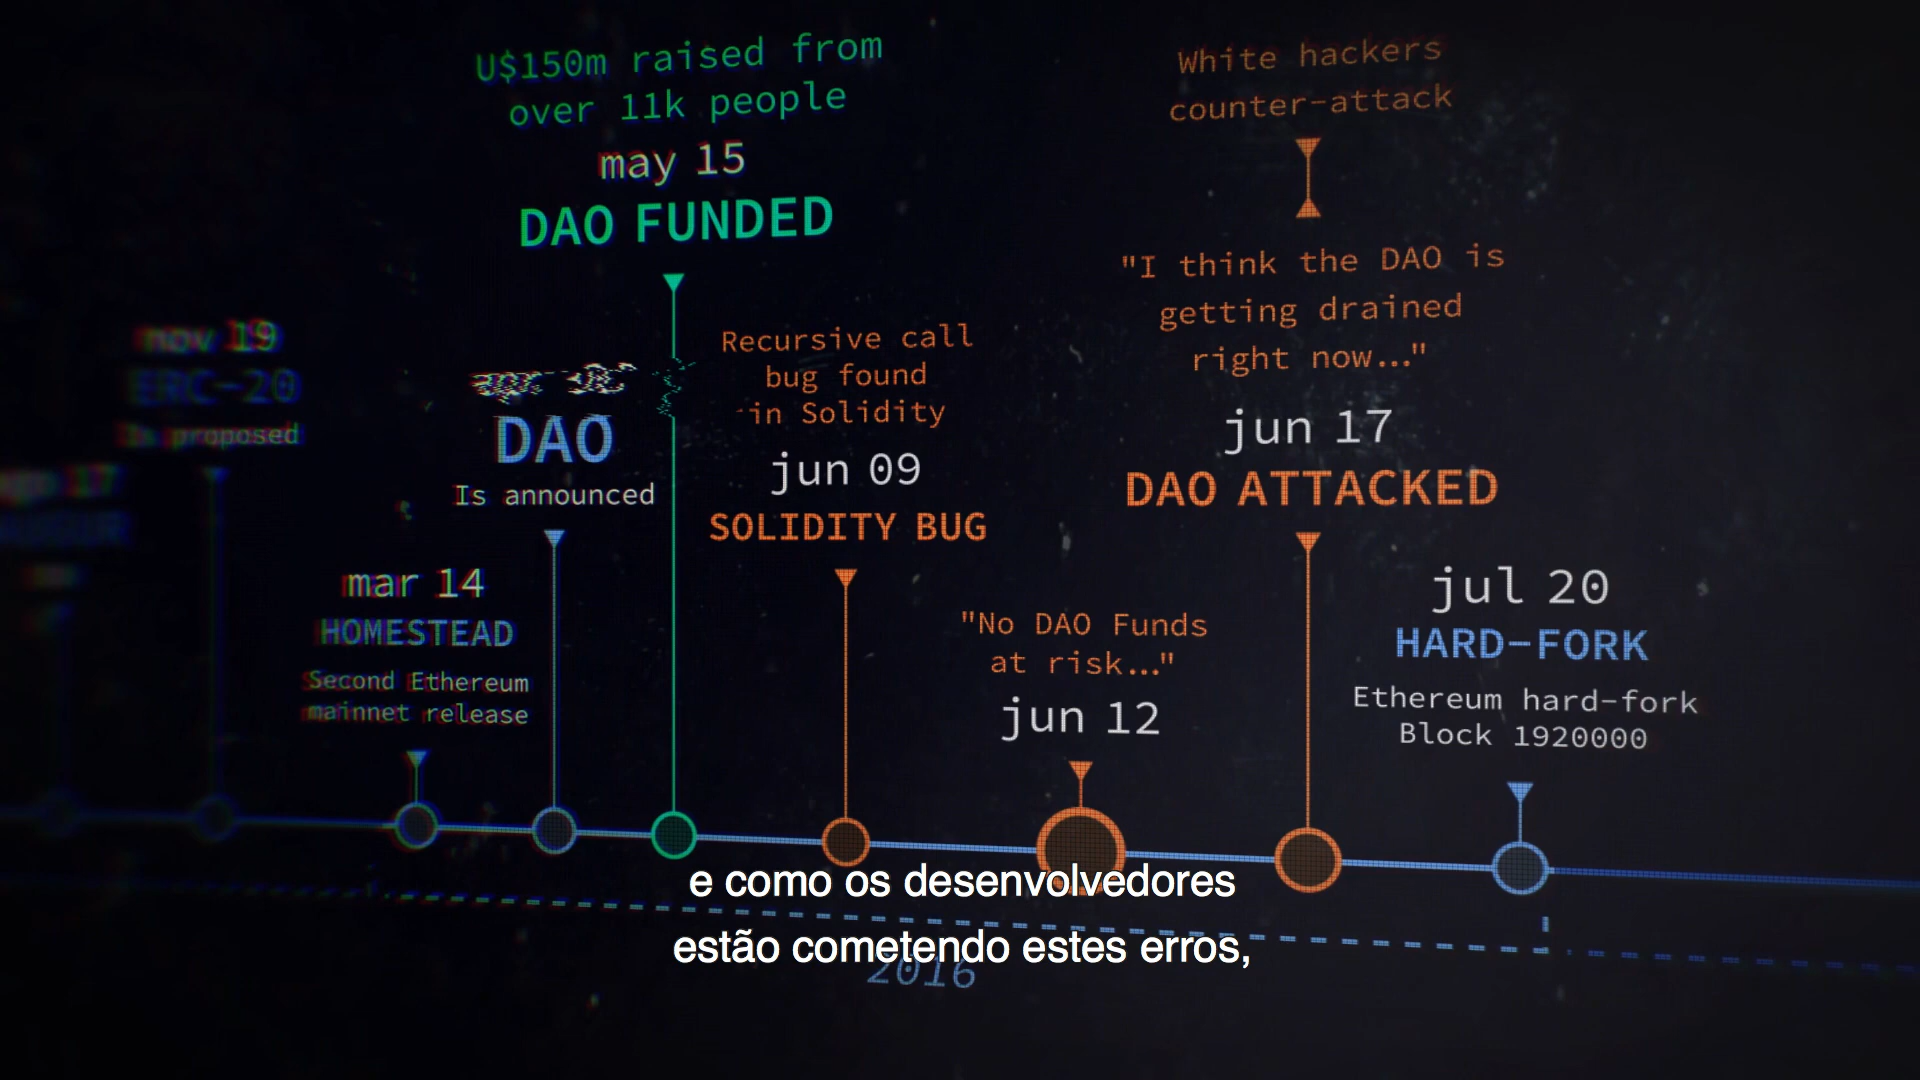 U$150m raised from
over 11k people
may 15
DAO FUNDED
White hackers
counter-attack
"I think the DAO is
getting drained
right now..."
jun 17
DAO ATTACKED
nov 19
ERC-20
Is proposed
17
DAO
Is announced
Recursive call
bug found
in Solidity
jun 09
SOLIDITY BUG
mar 14
HOMESTEAD
Second Ethereum
mainnet release
"No DAO Funds
at risk..."
jun 12
jul 20
HARD-FORK
Ethereum hard-fork
Block 1920000
e como os desenvolvedores
estão cometendo estes erros,
2016